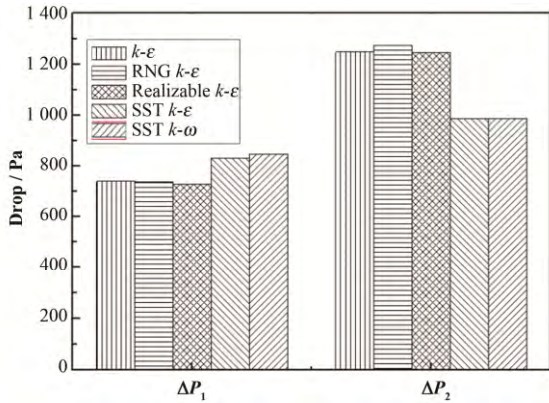 1 400
1 200
1 000
800
600
400
200
0
Drop / Pa
k-ε
RNG k-ε
Realizable k-ε
SST k-ε
SST k-ω
ΔP₁
ΔP₂